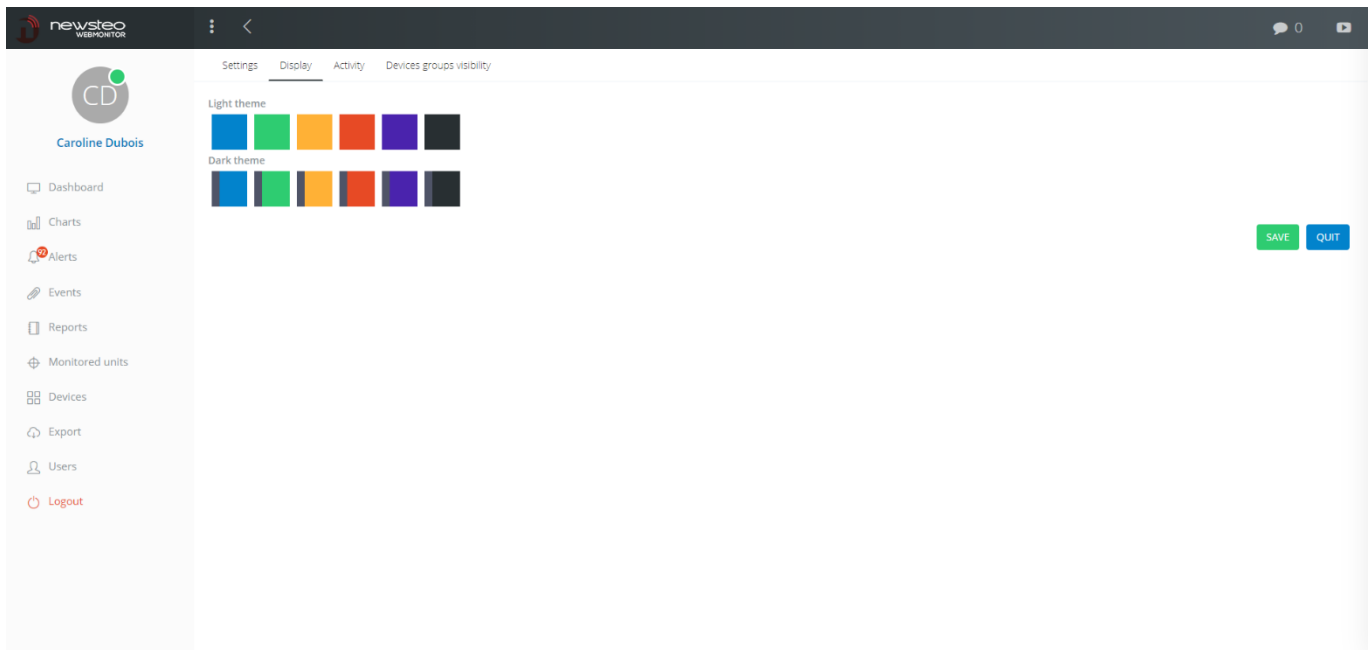 newsteo
WEBMONITOR
0
Settings Display Activity Devices groups visibility
CD
Caroline Dubois
Light theme
Dark theme
SAVE QUIT
Dashboard
Charts
92
Alerts
Events
Reports
Monitored units
Devices
Export
Users
Logout